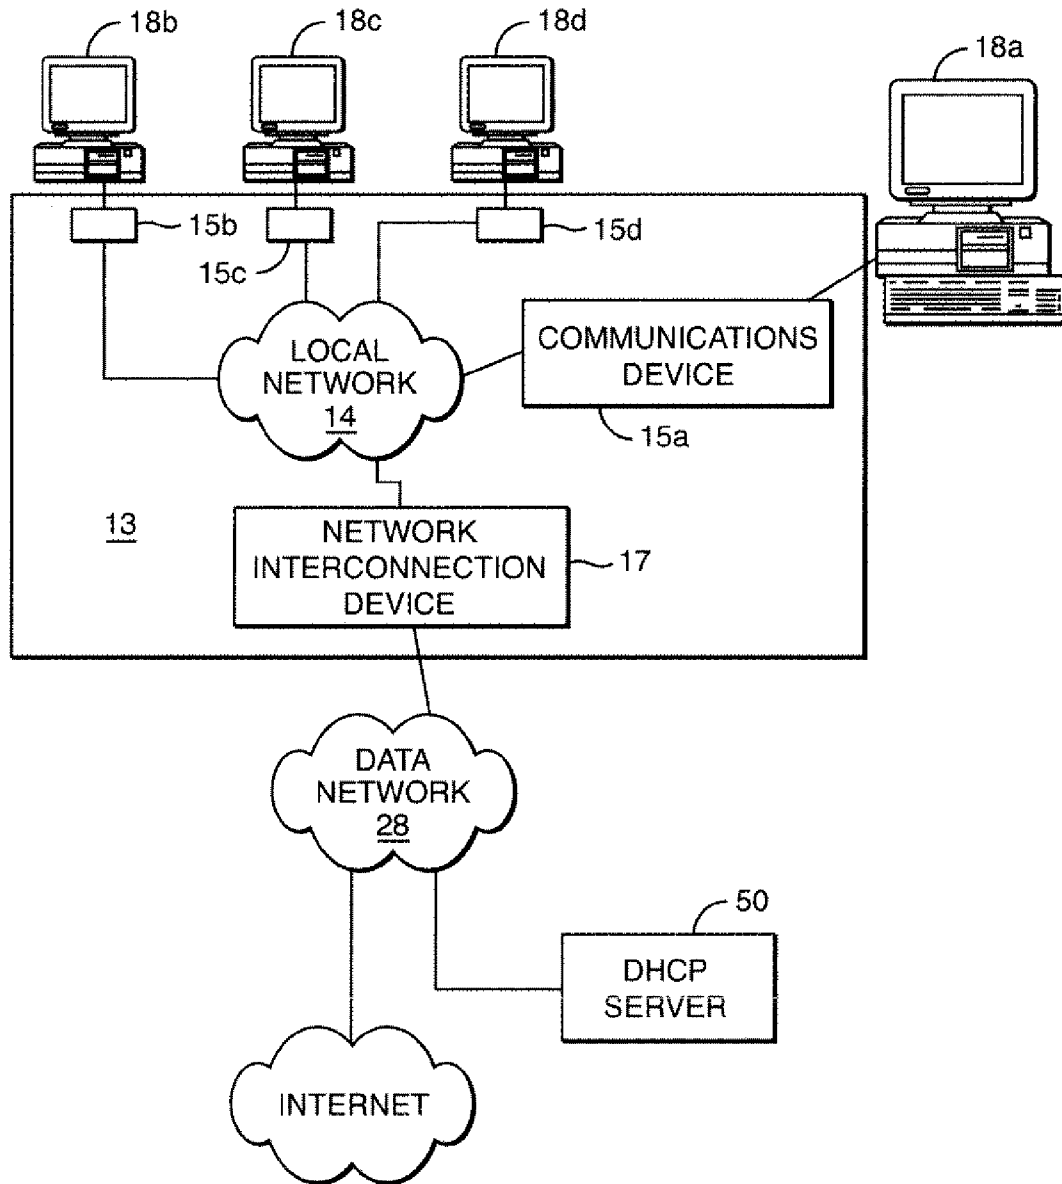 18b
18c
18d
18a
15b
15c
15d
LOCAL
NETWORK
14
COMMUNICATIONS
DEVICE
15a
13
NETWORK
INTERCONNECTION
DEVICE
17
DATA
NETWORK
28
50
DHCP
SERVER
INTERNET